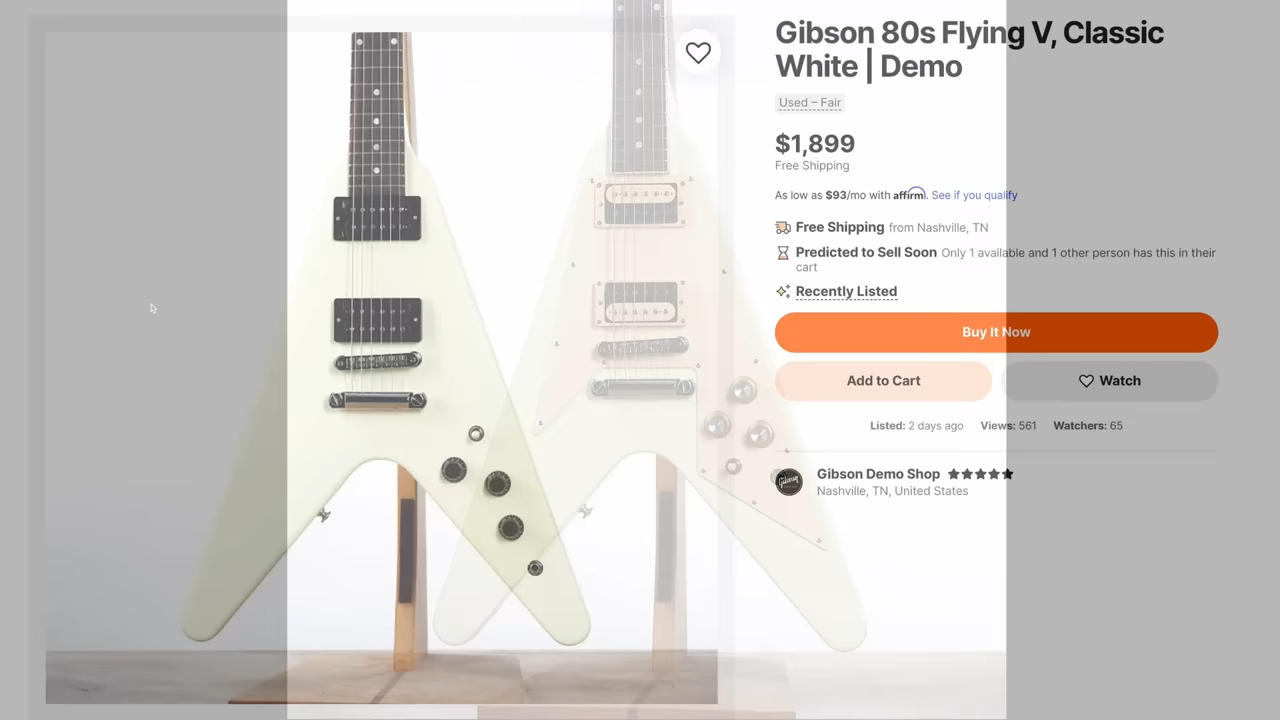 Gibson 80s Flying V, Classic
White | Demo
Used – Fair
$1,899
Free Shipping
As low as $93/mo with affirm. See if you qualify
Free Shipping from Nashville, TN
Predicted to Sell Soon Only 1 available and 1 other person has this in their
cart
Recently Listed
Buy It Now
Add to Cart
Watch
Listed: 2 days ago Views: 561 Watchers: 65
Gibson
Gibson Demo Shop
Nashville, TN, United States